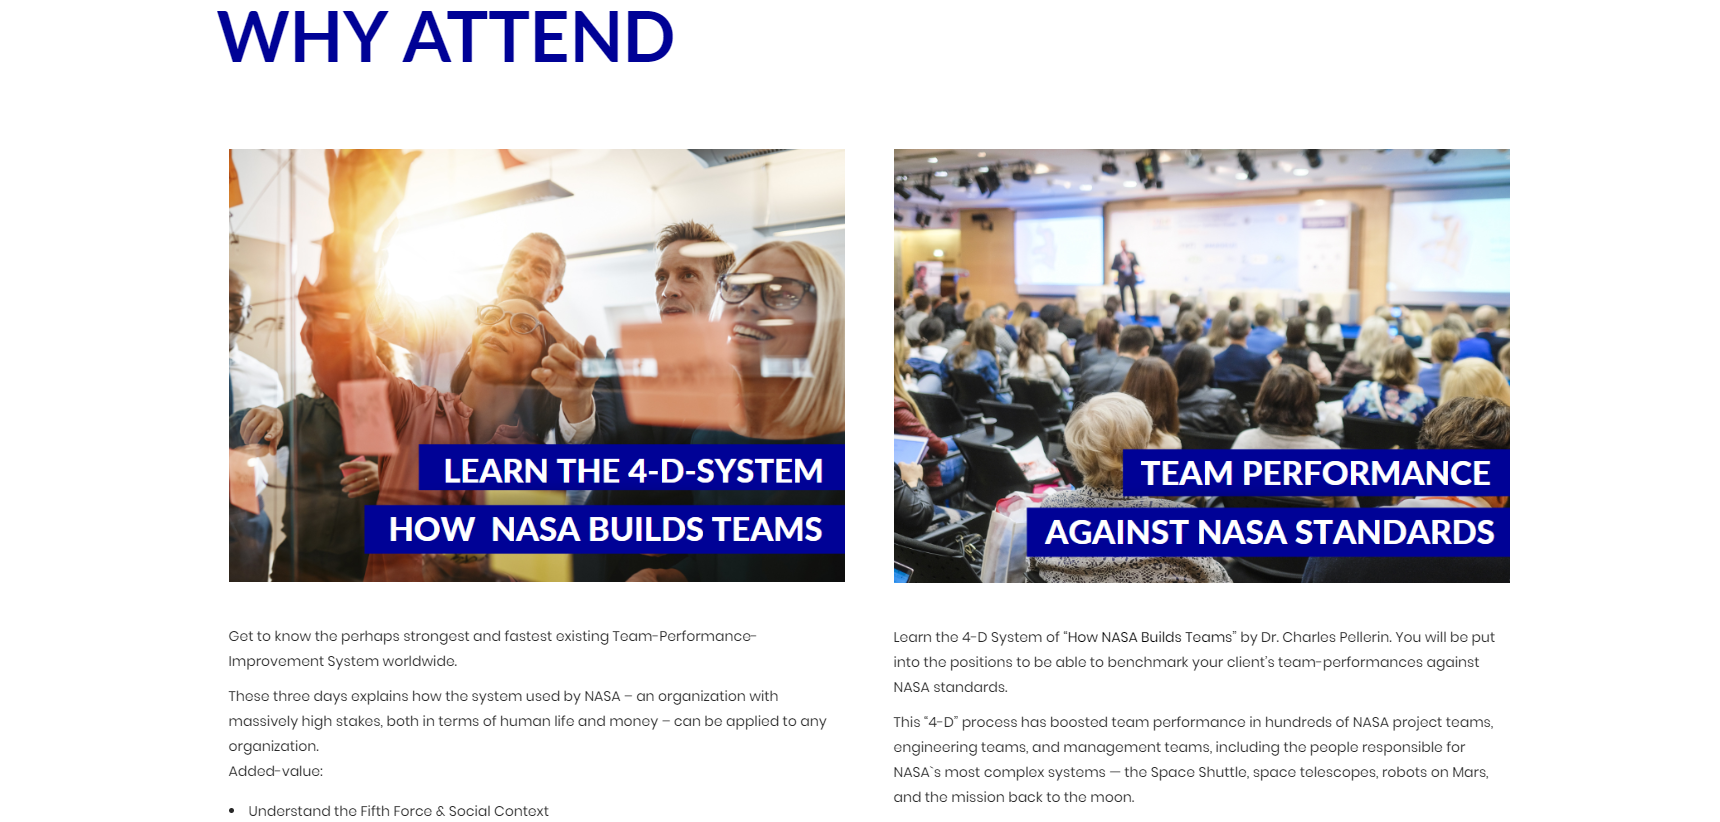 WHY ATTEND
LEARN THE 4-D-SYSTEM
HOW NASA BUILDS TEAMS
Get to know the perhaps strongest and fastest existing Team-Performance-
Improvement System worldwide.
These three days explains how the system used by NASA – an organization with
massively high stakes, both in terms of human life and money – can be applied to any
organization.
Added-value:
• Understand the Fifth Force & Social Context
TEAM PERFORMANCE
AGAINST NASA STANDARDS
Learn the 4-D System of “How NASA Builds Teams” by Dr. Charles Pellerin. You will be put
into the positions to be able to benchmark your client’s team-performances against
NASA standards.
This “4-D” process has boosted team performance in hundreds of NASA project teams,
engineering teams, and management teams, including the people responsible for
NASA`s most complex systems — the Space Shuttle, space telescopes, robots on Mars,
and the mission back to the moon.